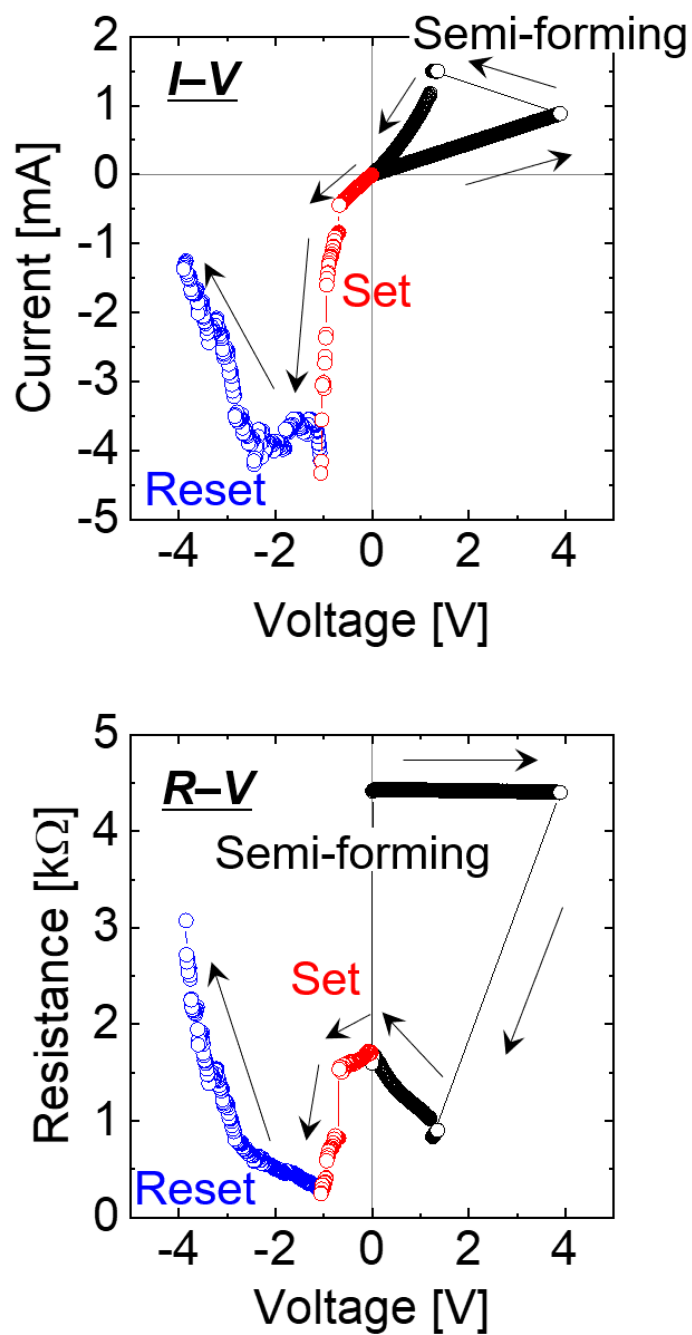 Semi-forming
I–V
2
1
0
-1
-2
-3
-4
-5
Current [mA]
Set
Reset
-4 -2 0 2 4
Voltage [V]
R–V
5
4
3
2
1
0
Resistance [kΩ]
Semi-forming
Set
Reset
-4 -2 0 2 4
Voltage [V]